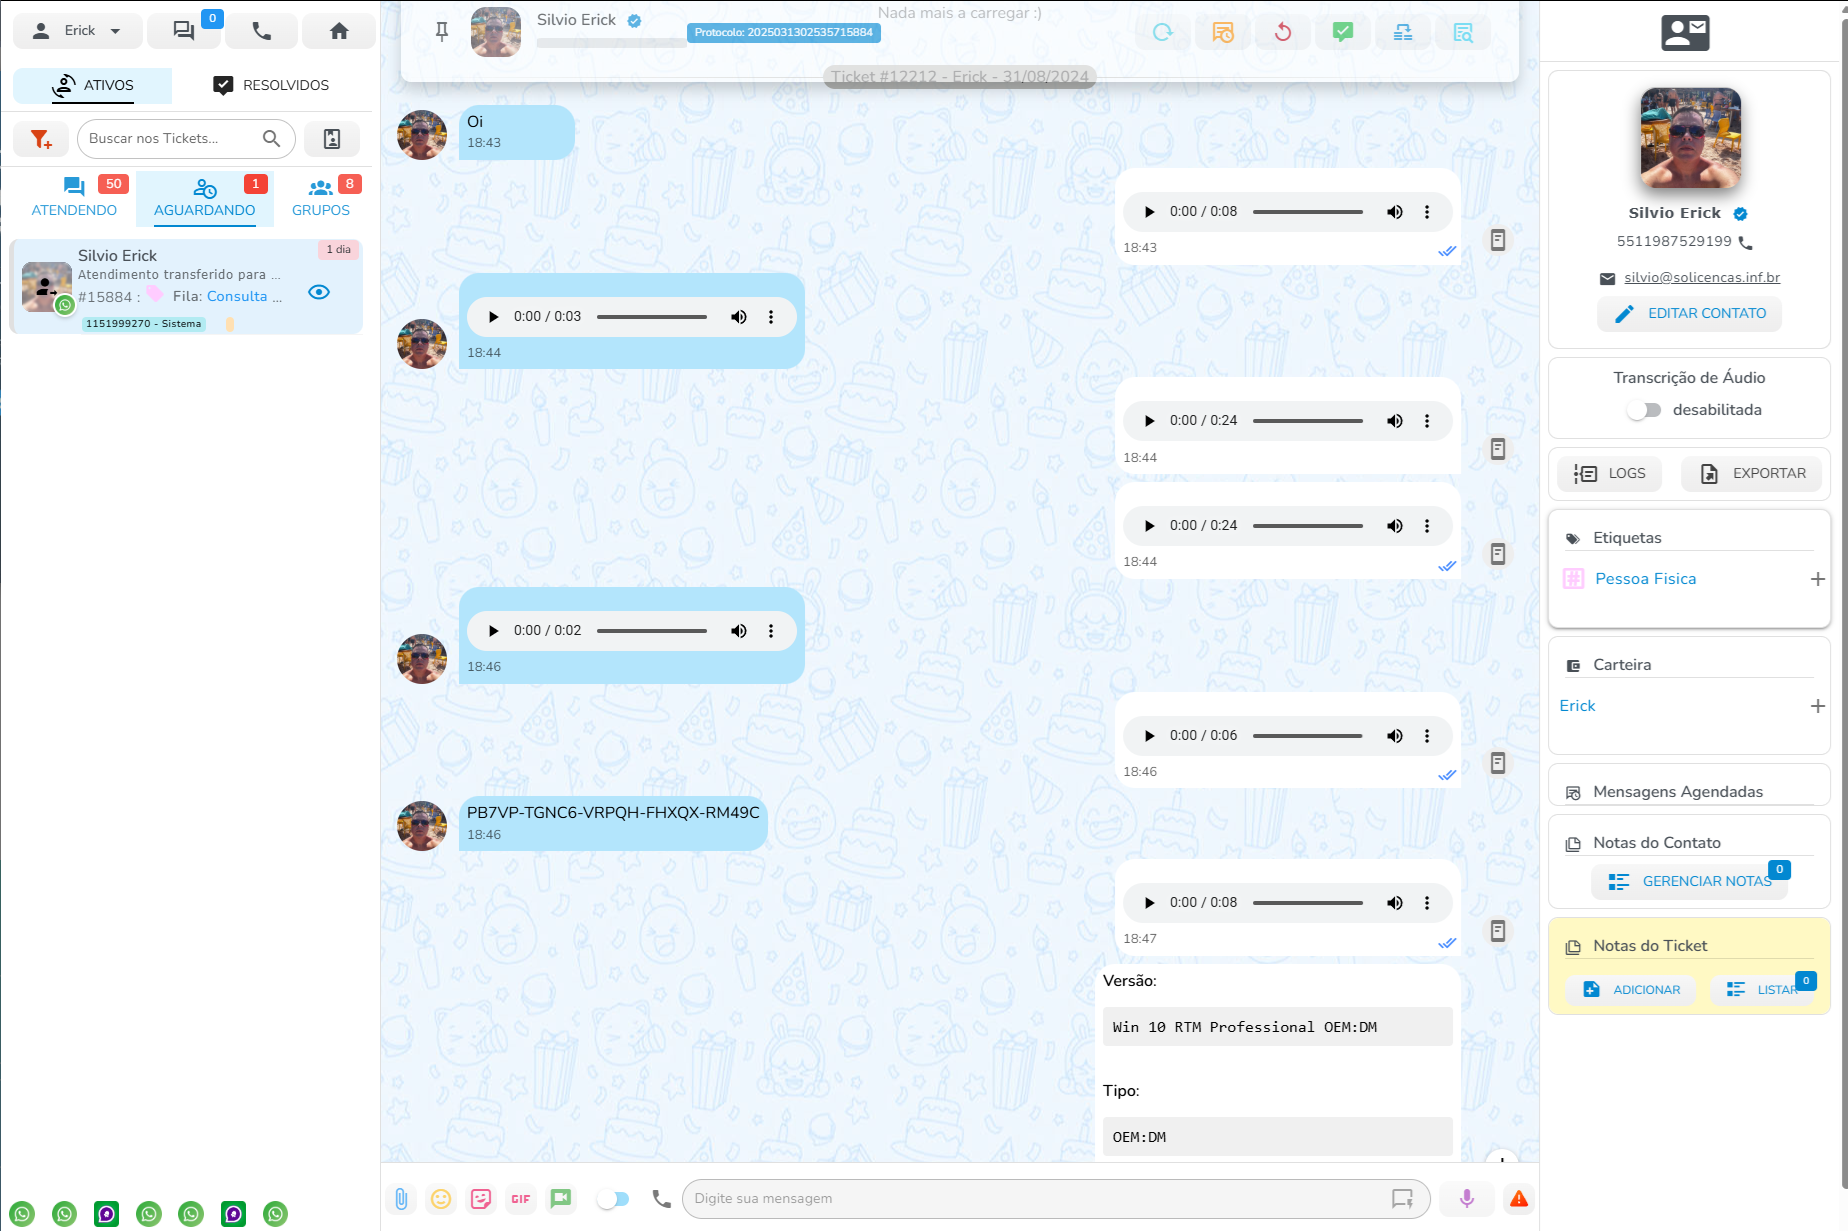 Erick
0
ATIVOS
RESOLVIDOS
Buscar nos Tickets...
50
ATENDENDO
1
AGUARDANDO
8
GRUPOS
Silvio Erick
1 dia
Atendimento transferido para ...
#15884 :
Fila: Consulta ...
1151999270 - Sistema
Nada mais a carregar :)
Silvio Erick
Protocolo: 2025031302535715884
Ticket #12212 - Erick - 31/08/2024
Oi
18:43
0:00 / 0:08
18:43
0:00 / 0:03
18:44
0:00 / 0:24
18:44
0:00 / 0:24
18:44
0:00 / 0:02
18:46
0:00 / 0:06
18:46
PB7VP-TGNC6-VRPQH-FHXQX-RM49C
18:46
0:00 / 0:08
18:47
Versão:
Win 10 RTM Professional OEM:DM
Tipo:
OEM:DM
GIF
Digite sua mensagem
Silvio Erick
5511987529199
silvio@solicencas.inf.br
EDITAR CONTATO
Transcrição de Áudio
desabilitada
LOGS
EXPORTAR
Etiquetas
Pessoa Fisica
Carteira
Erick
Mensagens Agendadas
Notas do Contato
GERENCIAR NOTAS
0
Notas do Ticket
ADICIONAR
LISTAR
0